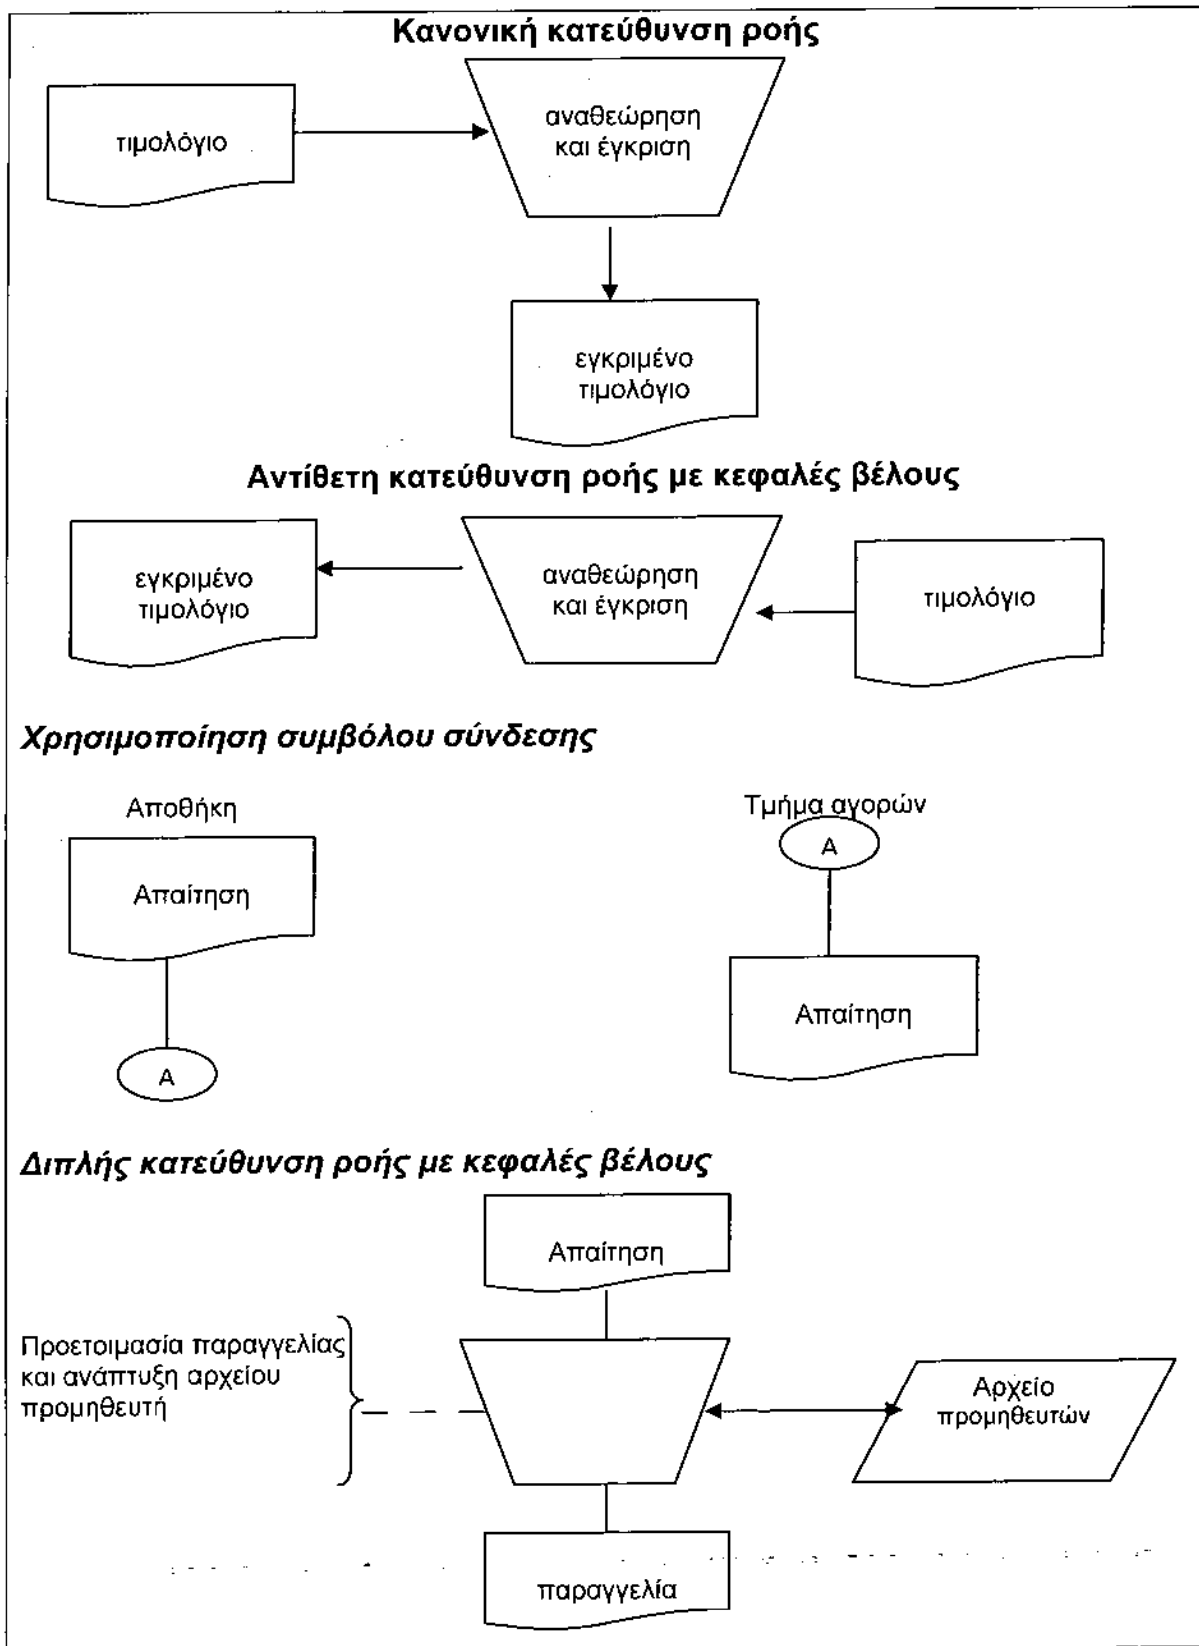 Κανονική κατεύθυνση ροής
τιμολόγιο
αναθεώρηση
και έγκριση
εγκριμένο
τιμολόγιο
Αντίθετη κατεύθυνση ροής με κεφαλές βέλους
εγκριμένο
τιμολόγιο
αναθεώρηση
και έγκριση
τιμολόγιο
Χρησιμοποίηση συμβόλου σύνδεσης
Αποθήκη
Απαίτηση
Α
Τμήμα αγορών
Α
Απαίτηση
Διπλής κατεύθυνση ροής με κεφαλές βέλους
Απαίτηση
Προετοιμασία παραγγελίας
και ανάπτυξη αρχείου
προμηθευτή
Αρχείο
προμηθευτών
παραγγελία